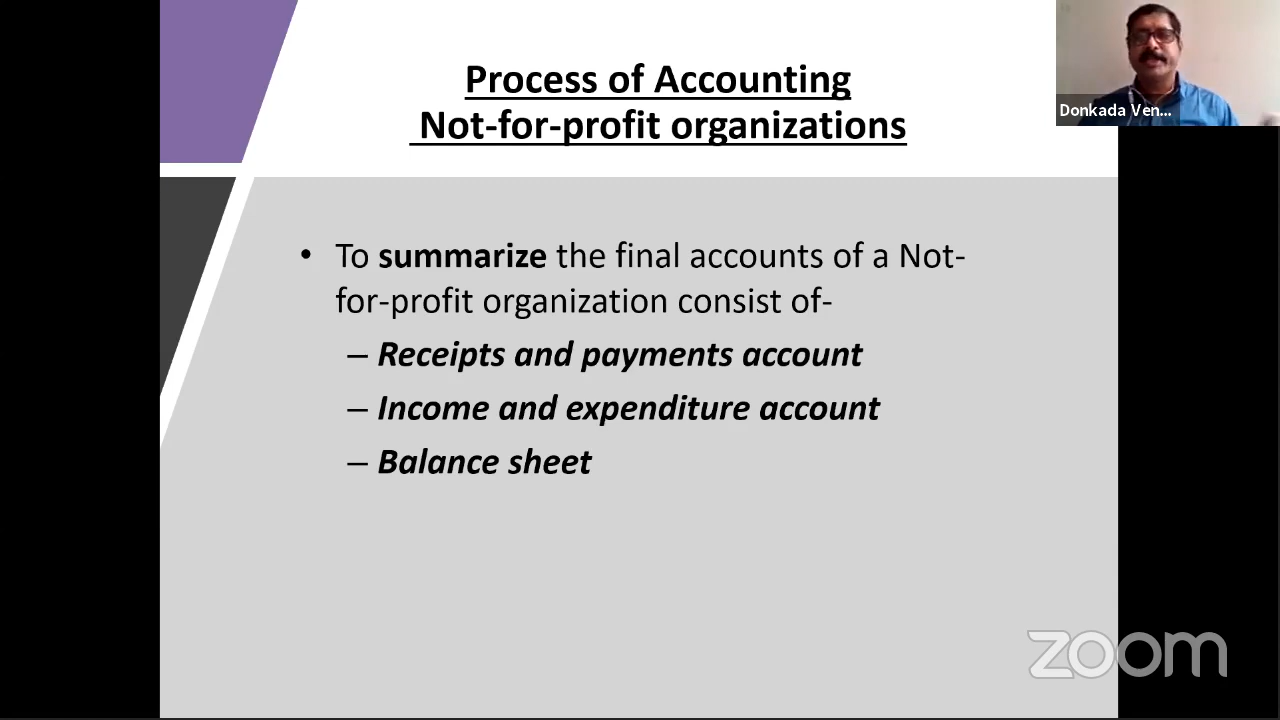 Process of Accounting
Not-for-profit organizations
Donkada Ven...
• To summarize the final accounts of a Not-
for-profit organization consist of-
– Receipts and payments account
– Income and expenditure account
– Balance sheet
zoom